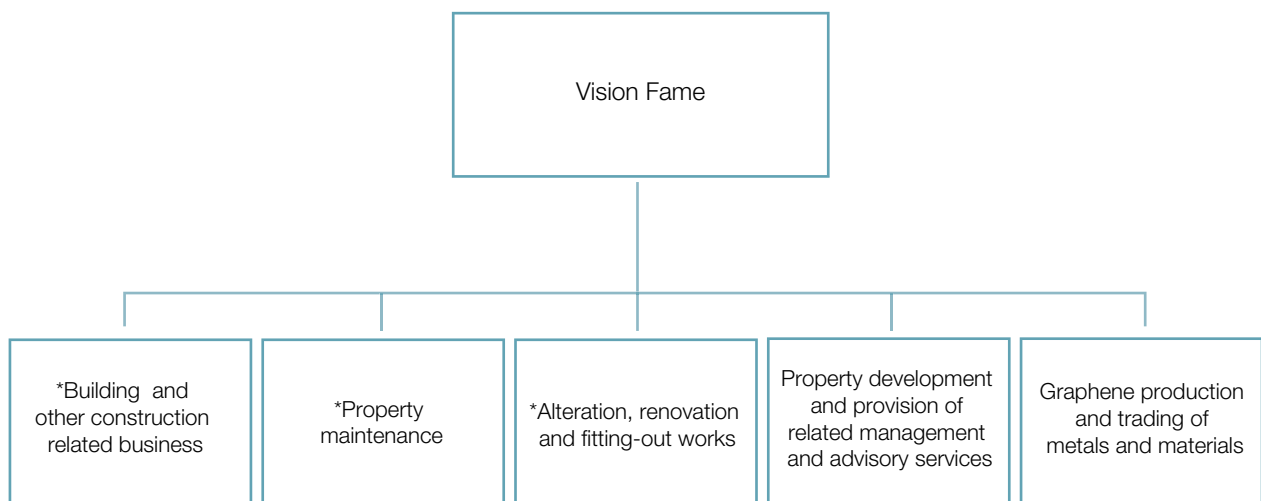 Vision Fame
*Building and
other construction
related business
*Property
maintenance
*Alteration, renovation
and fitting-out works
Property development
and provision of
related management
and advisory services
Graphene production
and trading of
metals and materials